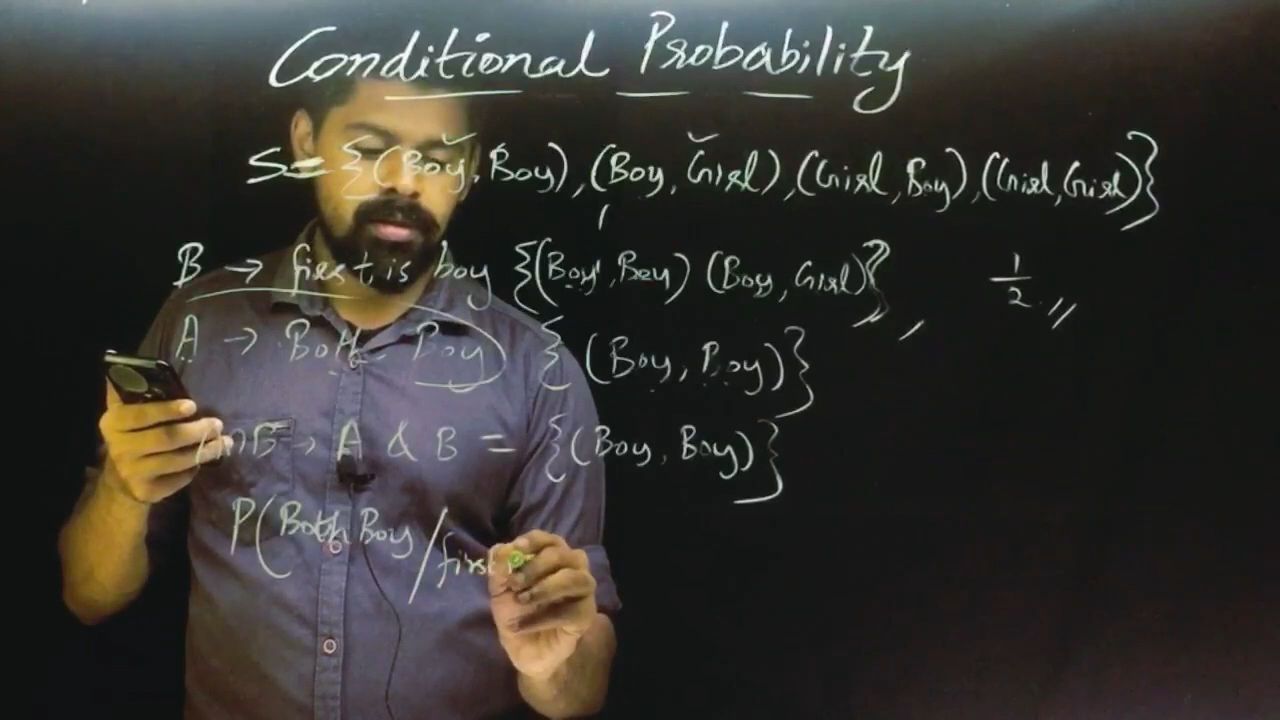 Conditional Probability
S = {(Boy, Boy), (Boy, Girl), (Girl, Boy), (Girl, Girl)}
B → first is boy {(Boy, Boy) (Boy, Girl)}, 1/2 //
A → Both Boy {(Boy, Boy)}
A∩B → A & B = {(Boy, Boy)}
P(Both Boy / first